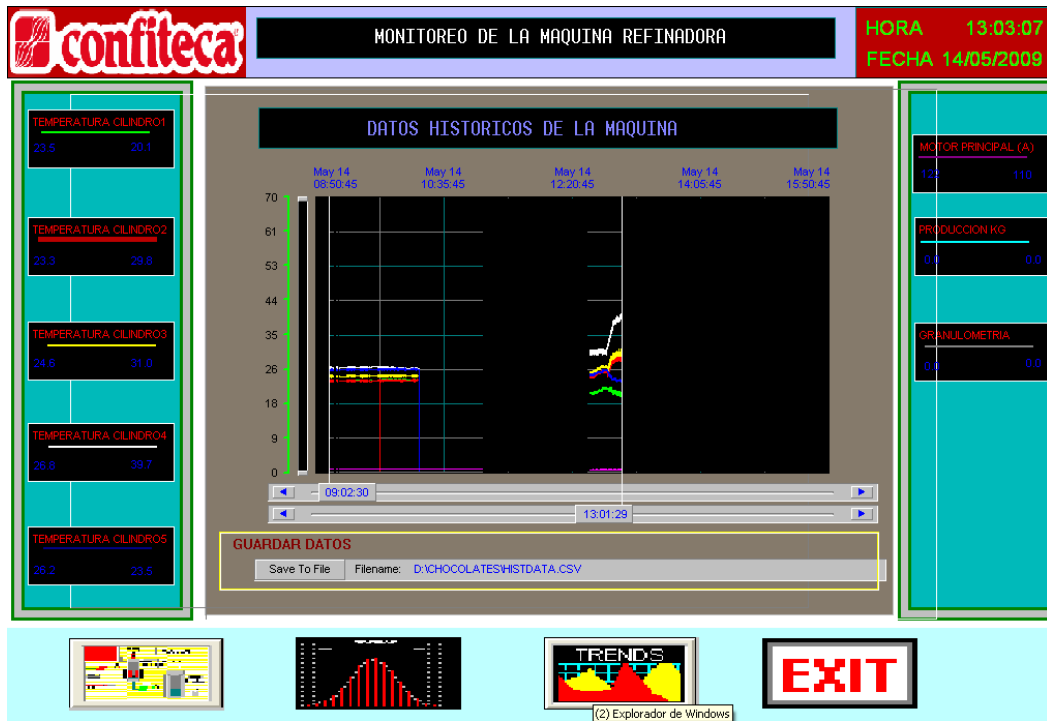 confiteca
MONITOREO DE LA MAQUINA REFINADORA
HORA 13:03:07
FECHA 14/05/2009
TEMPERATURA CILINDRO1
23.5 20.1
TEMPERATURA CILINDRO2
23.3 29.8
TEMPERATURA CILINDRO3
24.6 31.0
TEMPERATURA CILINDRO4
26.8 39.7
TEMPERATURA CILINDRO5
26.2 23.5
DATOS HISTORICOS DE LA MAQUINA
May 14 May 14 May 14 May 14 May 14
08:50:45 10:35:45 12:20:45 14:05:45 15:50:45
70
61
53
44
35
26
18
9
0
09:02:30
13:01:29
GUARDAR DATOS
Save To File Filename: D:\CHOCOLATES\HISTDATA.CSV
MOTOR PRINCIPAL (A)
122 110
PRODUCCION KG
0.0 0.0
GRANULOMETRIA
0.0 0.0
TRENDS
EXIT
(2) Explorador de Windows